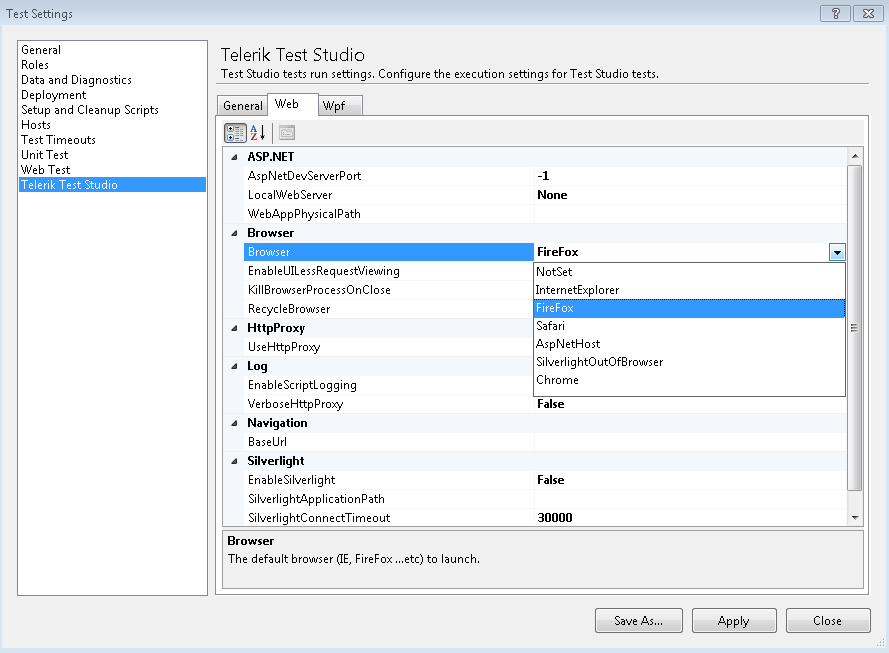 Test Settings
General
Roles
Data and Diagnostics
Deployment
Setup and Cleanup Scripts
Hosts
Test Timeouts
Unit Test
Web Test
Telerik Test Studio
Telerik Test Studio
Test Studio tests run settings. Configure the execution settings for Test Studio tests.
General Web Wpf
ASP.NET
AspNetDevServerPort -1
LocalWebServer None
WebAppPhysicalPath
Browser
Browser FireFox
EnableUILessRequestViewing
KillBrowserProcessOnClose
RecycleBrowser
HttpProxy
UseHttpProxy
Log
EnableScriptLogging
VerboseHttpProxy False
Navigation
BaseUrl
Silverlight
EnableSilverlight False
SilverlightApplicationPath
SilverlightConnectTimeout 30000
NotSet
InternetExplorer
FireFox
Safari
AspNetHost
SilverlightOutOfBrowser
Chrome
Browser
The default browser (IE, FireFox ...etc) to launch.
Save As... Apply Close